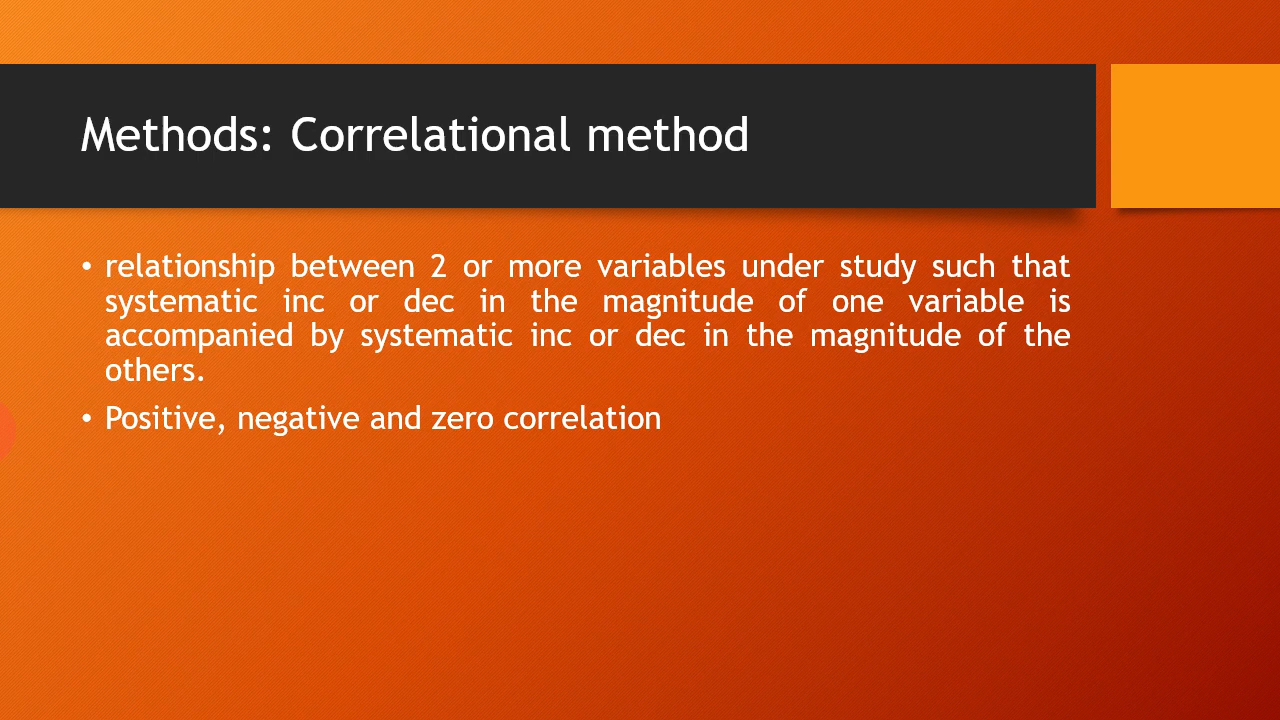 Methods: Correlational method
• relationship between 2 or more variables under study such that
systematic inc or dec in the magnitude of one variable is
accompanied by systematic inc or dec in the magnitude of the
others.
• Positive, negative and zero correlation